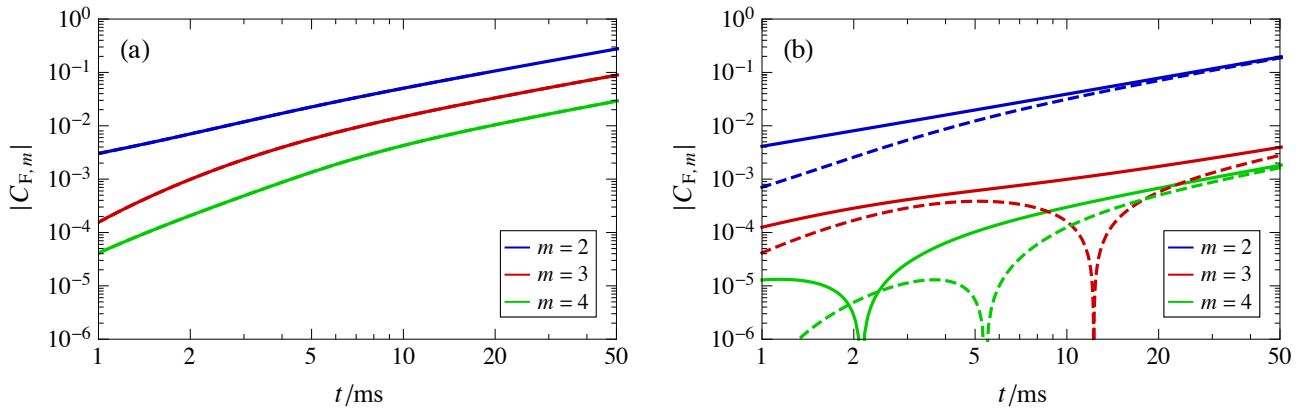 (a)
|C_F,m|
10^0
10^-1
10^-2
10^-3
10^-4
10^-5
10^-6
m = 2
m = 3
m = 4
1 2 5 10 20 50
t/ms
(b)
|C_F,m|
10^0
10^-1
10^-2
10^-3
10^-4
10^-5
10^-6
m = 2
m = 3
m = 4
1 2 5 10 20 50
t/ms